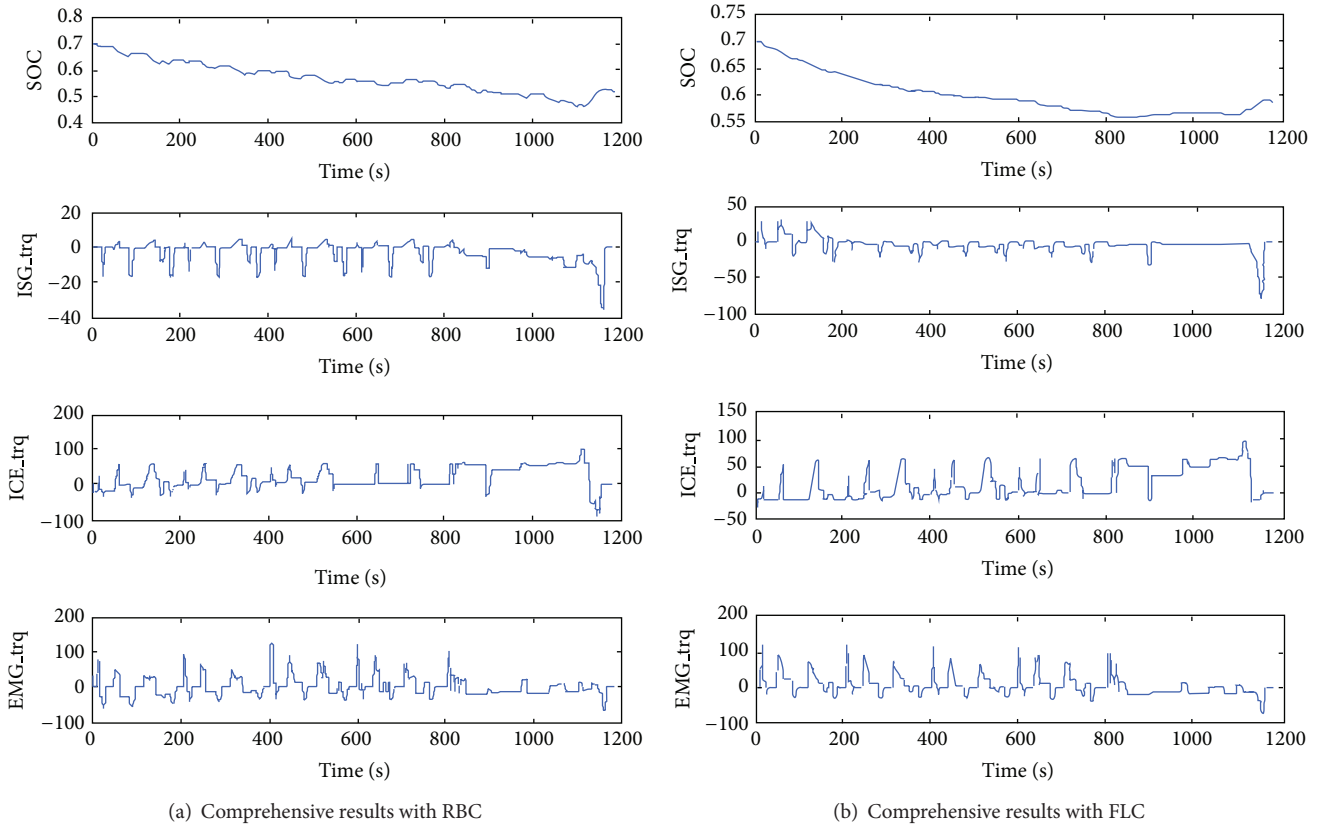 0.8
0.7
0.6
0.5
0.4
SOC
0 200 400 600 800 1000 1200
Time (s)
20
0
−20
−40
ISG_trq
0 200 400 600 800 1000 1200
Time (s)
200
100
0
−100
ICE_trq
0 200 400 600 800 1000 1200
Time (s)
200
100
0
−100
EMG_trq
0 200 400 600 800 1000 1200
Time (s)
(a) Comprehensive results with RBC
0.75
0.7
0.65
0.6
0.55
SOC
0 200 400 600 800 1000 1200
Time (s)
50
0
−50
−100
ISG_trq
0 200 400 600 800 1000 1200
Time (s)
150
100
50
0
−50
ICE_trq
0 200 400 600 800 1000 1200
Time (s)
200
100
0
−100
EMG_trq
0 200 400 600 800 1000 1200
Time (s)
(b) Comprehensive results with FLC